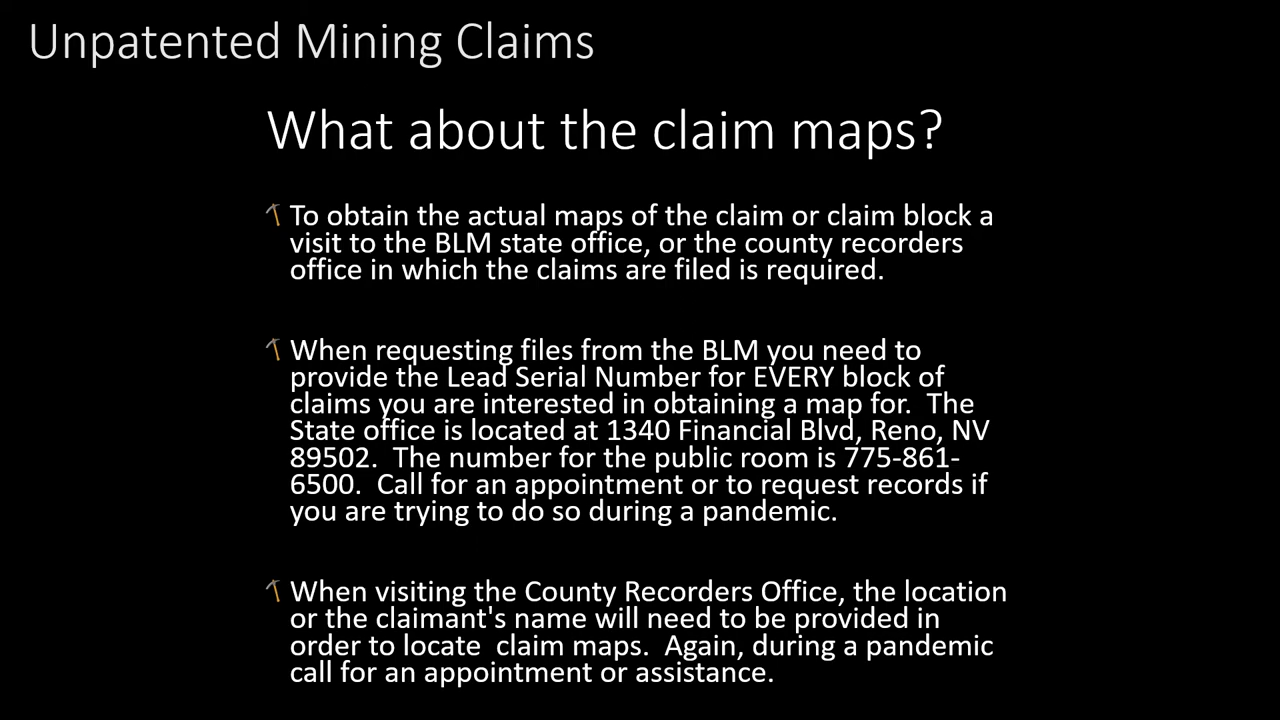 Unpatented Mining Claims
What about the claim maps?
To obtain the actual maps of the claim or claim block a
visit to the BLM state office, or the county recorders
office in which the claims are filed is required.
When requesting files from the BLM you need to
provide the Lead Serial Number for EVERY block of
claims you are interested in obtaining a map for.  The
State office is located at 1340 Financial Blvd, Reno, NV
89502.  The number for the public room is 775-861-
6500.  Call for an appointment or to request records if
you are trying to do so during a pandemic.
When visiting the County Recorders Office, the location
or the claimant's name will need to be provided in
order to locate  claim maps.  Again, during a pandemic
call for an appointment or assistance.